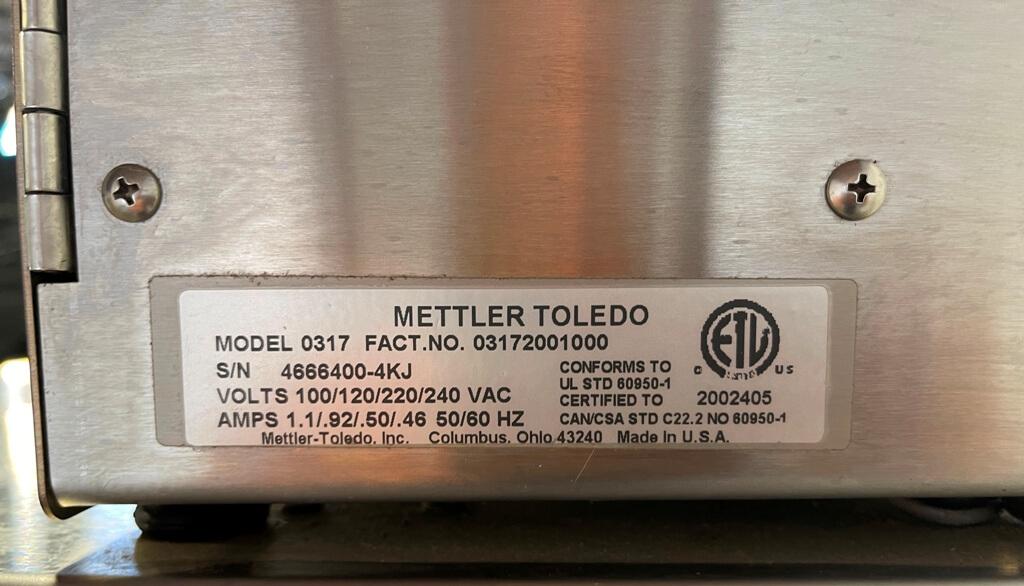 METTLER TOLEDO
MODEL 0317 FACT.NO. 03172001000
S/N 4666400-4KJ
VOLTS 100/120/220/240 VAC
AMPS 1.1/.92/.50/.46 50/60 HZ
CONFORMS TO
UL STD 60950-1
CERTIFIED TO
CAN/CSA STD C22.2 NO 60950-1
ETL
C US
2002405
Mettler-Toledo, Inc. Columbus, Ohio 43240 Made In U.S.A.